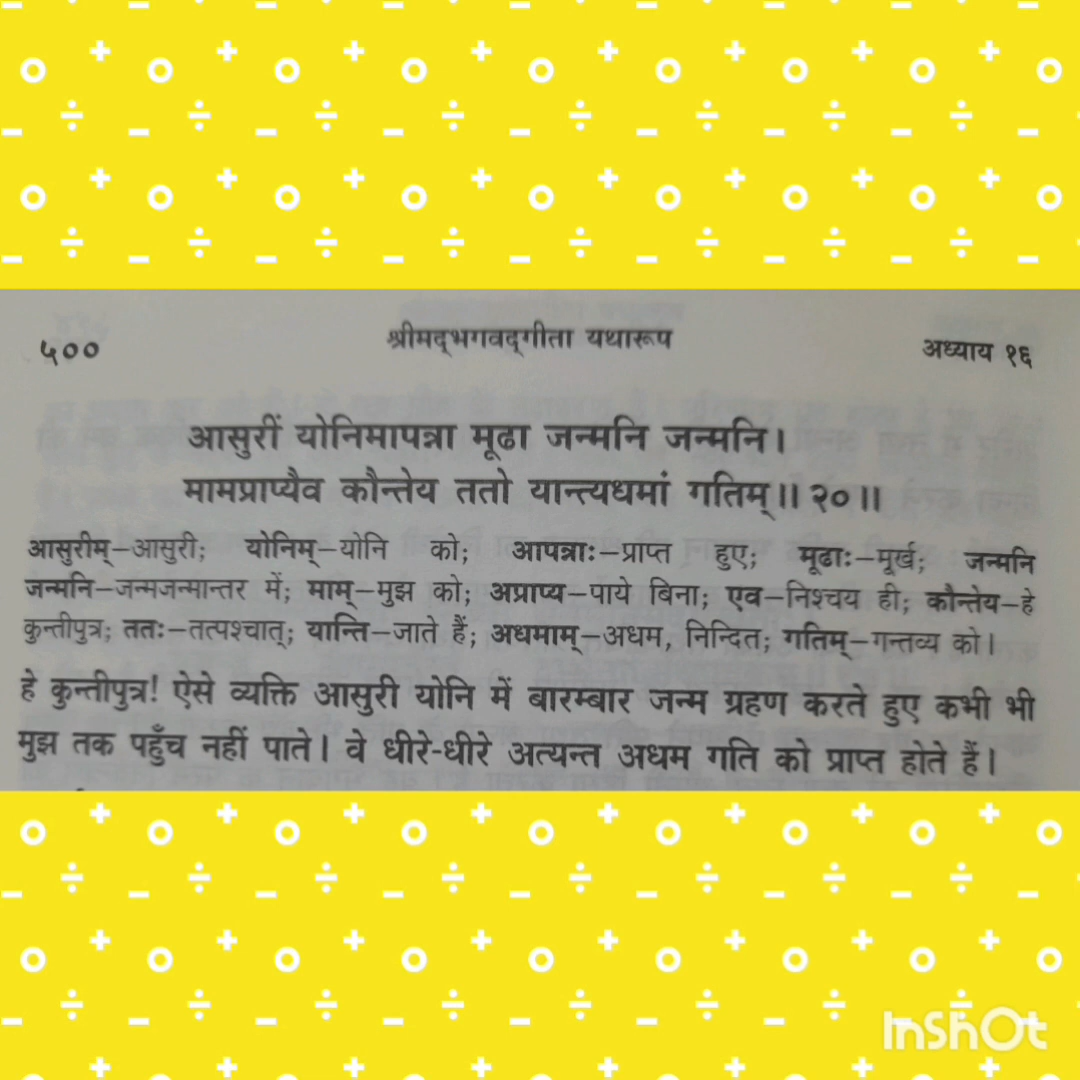 ५००
श्रीमद्भगवद्गीता यथारूप
अध्याय १६
आसुरीं योनिमापन्ना मूढा जन्मनि जन्मनि।
मामप्राप्यैव कौन्तेय ततो यान्त्यधमां गतिम्॥ २०॥
आसुरीम्–आसुरी; योनिम्–योनि को; आपन्नाः–प्राप्त हुए; मूढाः–मूर्ख; जन्मनि
जन्मनि–जन्मजन्मान्तर में; माम्–मुझ को; अप्राप्य–पाये बिना; एव–निश्चय ही; कौन्तेय–हे
कुन्तीपुत्र; ततः–तत्पश्चात्; यान्ति–जाते हैं; अधमाम्–अधम, निन्दित; गतिम्–गन्तव्य को।
हे कुन्तीपुत्र! ऐसे व्यक्ति आसुरी योनि में बारम्बार जन्म ग्रहण करते हुए कभी भी
मुझ तक पहुँच नहीं पाते। वे धीरे-धीरे अत्यन्त अधम गति को प्राप्त होते हैं।
InShOt